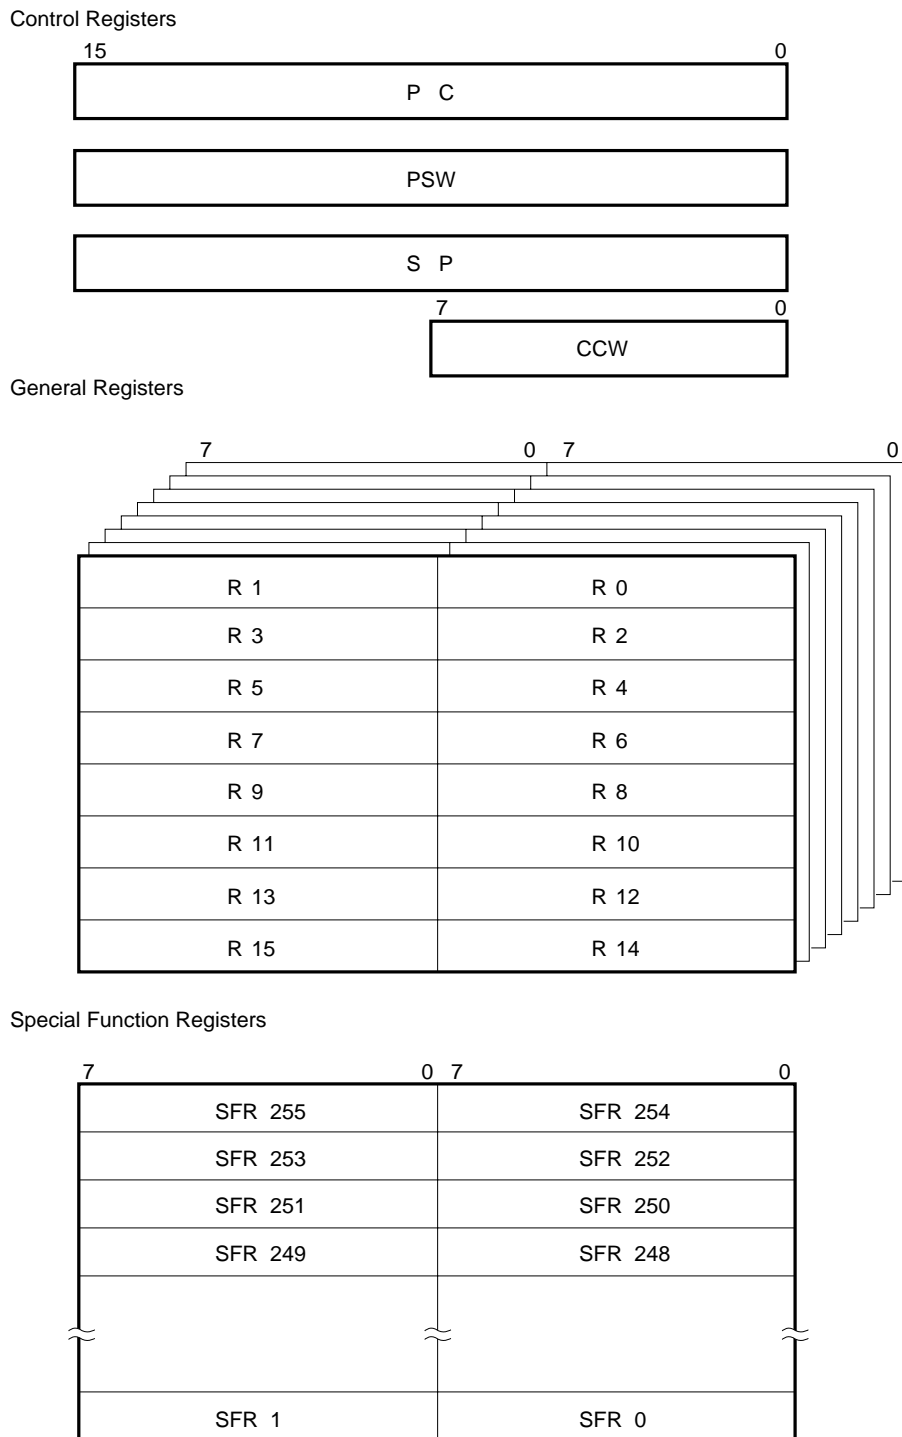 Control Registers
15 0
P C
PSW
S P
7 0
CCW
General Registers
7 0 7 0
R 1 R 0
R 3 R 2
R 5 R 4
R 7 R 6
R 9 R 8
R 11 R 10
R 13 R 12
R 15 R 14
Special Function Registers
7 0 7 0
SFR 255 SFR 254
SFR 253 SFR 252
SFR 251 SFR 250
SFR 249 SFR 248
SFR 1 SFR 0